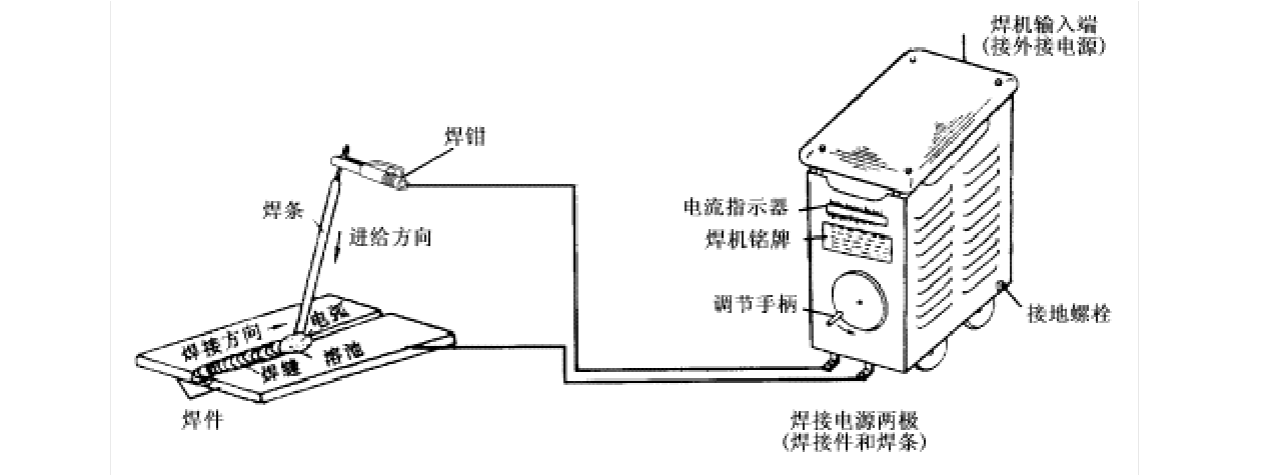 焊机输入端
(接外接电源)
焊钳
焊条
进给方向
电流指示器
焊机铭牌
调节手柄
接地螺栓
焊接方向
电弧
焊缝
溶池
焊件
焊接电源两极
(焊接件和焊条)